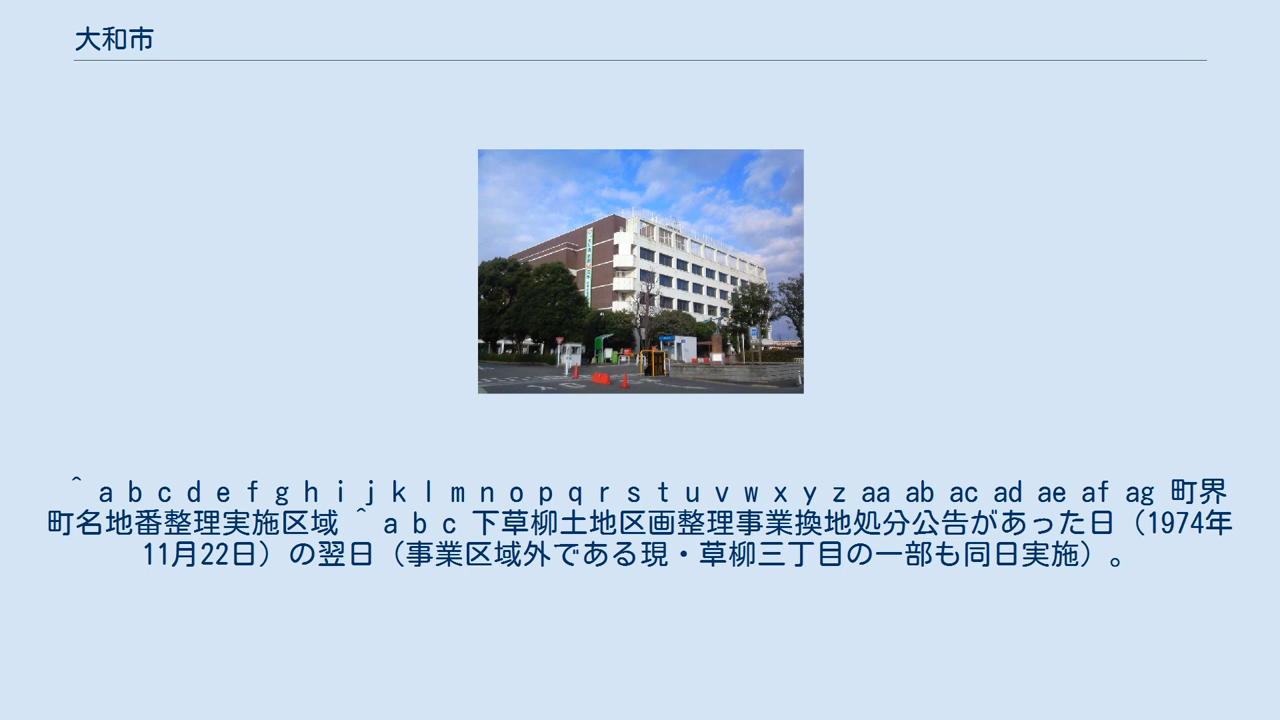 大和市
^ a b c d e f g h i j k l m n o p q r s t u v w x y z aa ab ac ad ae af ag 町界
町名地番整理実施区域 ^ a b c 下草柳土地区画整理事業換地処分公告があった日（1974年
11月22日）の翌日（事業区域外である現・草柳三丁目の一部も同日実施）。